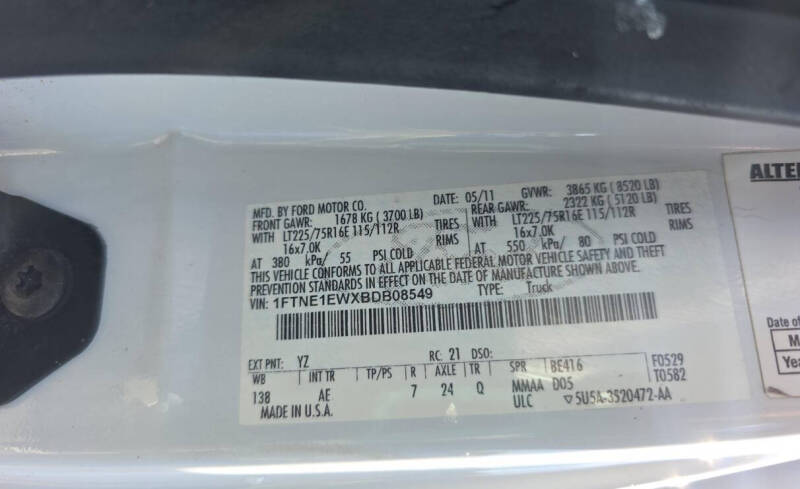 MFD. BY FORD MOTOR CO. DATE: 05/11 GVWR: 3865 KG ( 8520 LB)
FRONT GAWR: 1678 KG ( 3700 LB) REAR GAWR: 2322 KG ( 5120 LB)
WITH LT225/75R16E 115/112R TIRES WITH LT225/75R16E 115/112R TIRES
16x7.0K RIMS 16x7.0K RIMS
AT 380 kPa/ 55 PSI COLD AT 550 kPa/ 80 PSI COLD
THIS VEHICLE CONFORMS TO ALL APPLICABLE FEDERAL MOTOR VEHICLE SAFETY AND THEFT
PREVENTION STANDARDS IN EFFECT ON THE DATE OF MANUFACTURE SHOWN ABOVE.
VIN: 1FTNE1EWXBDB08549 TYPE: Truck
EXT PNT: YZ RC: 21 DSO: F0529
WB INT TR TP/PS R AXLE TR SPR BE416 T0582
138 AE 7 24 Q MMAA D05
MADE IN U.S.A. ULC ▽5U5A-3520472-AA
ALTE
Date of
M
Yea